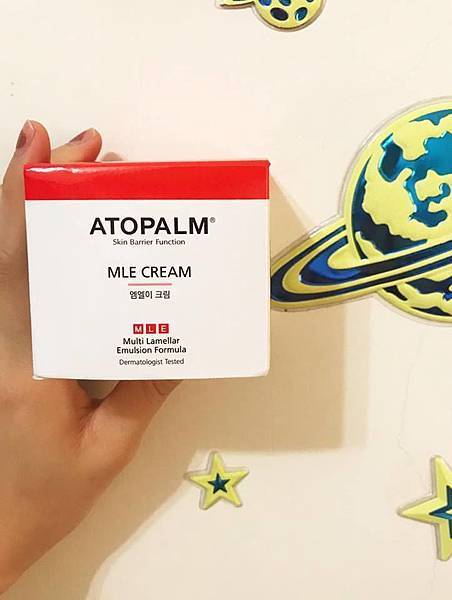 ATOPALM®
Skin Barrier Function
MLE CREAM
엠엘이 크림
MLE
Multi Lamellar
Emulsion Formula
Dermatologist Tested